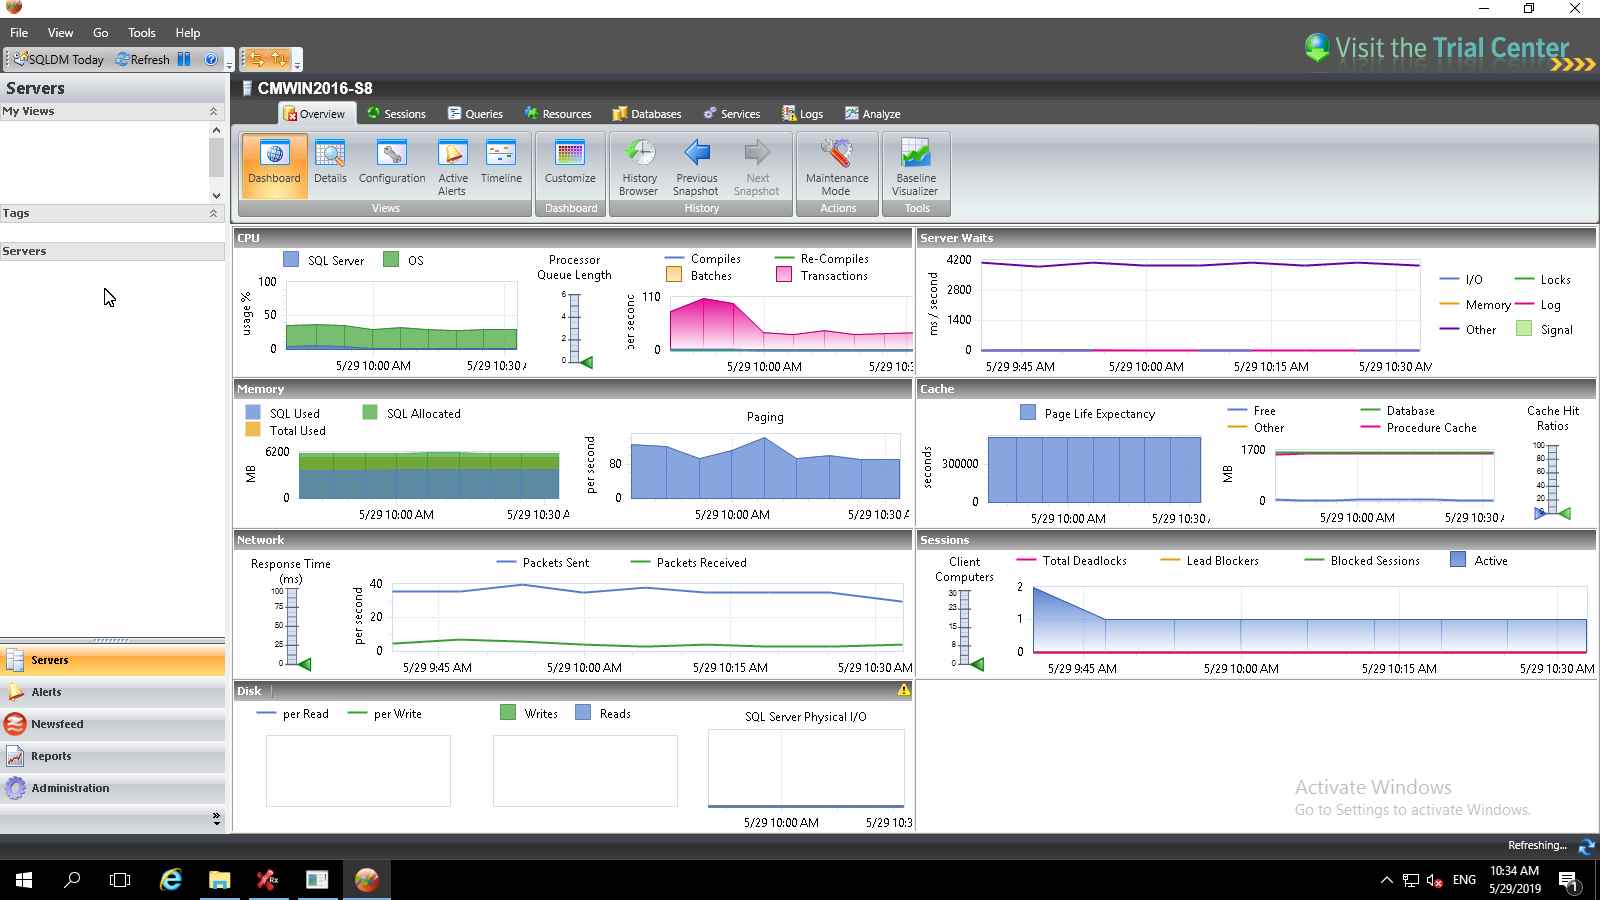 File View Go Tools Help
SQLDM Today Refresh
Visit the Trial Center
Servers
CMWIN2016-S8
My Views
Overview Sessions Queries Resources Databases Services Logs Analyze
Dashboard Details Configuration Active Alerts Timeline Customize History Browser Previous Snapshot Next Snapshot Maintenance Mode Baseline Visualizer
Views Dashboard History Actions Tools
Tags
Servers
CPU
SQL Server OS
usage %
100
50
0
5/29 10:00 AM 5/29 10:30
Processor
Queue Length
6
4
2
0
Compiles Re-Compiles
Batches Transactions
per second
110
0
5/29 10:00 AM 5/29 10:
Server Waits
ms / second
4200
2800
1400
0
5/29 9:45 AM 5/29 10:00 AM 5/29 10:15 AM 5/29 10:30 AM
I/O Locks
Memory Log
Other Signal
Memory
SQL Used SQL Allocated
Total Used
MB
6200
0
5/29 10:00 AM 5/29 10:30 A
Paging
per second
80
0
5/29 10:00 AM 5/29 10:30 A
Cache
Page Life Expectancy
seconds
300000
0
5/29 10:00 AM 5/29 10:30
Free Database
Other Procedure Cache
MB
1700
0
5/29 10:00 AM 5/29 10:30
Cache Hit
Ratios
100
80
60
40
20
0
Network
Response Time
(ms)
100
75
50
25
0
Packets Sent Packets Received
per second
40
20
0
5/29 9:45 AM 5/29 10:00 AM 5/29 10:15 AM 5/29 10:30 AM
Sessions
Client
Computers
30
23
15
8
0
Total Deadlocks Lead Blockers Blocked Sessions Active
2
1
0
5/29 9:45 AM 5/29 10:00 AM 5/29 10:15 AM 5/29 10:30 AM
Disk
per Read per Write
Writes Reads
SQL Server Physical I/O
5/29 10:00 AM 5/29 10:3
Servers
Alerts
Newsfeed
Reports
Administration
Activate Windows
Go to Settings to activate Windows.
Refreshing...
Rx
ENG
10:34 AM
5/29/2019
1